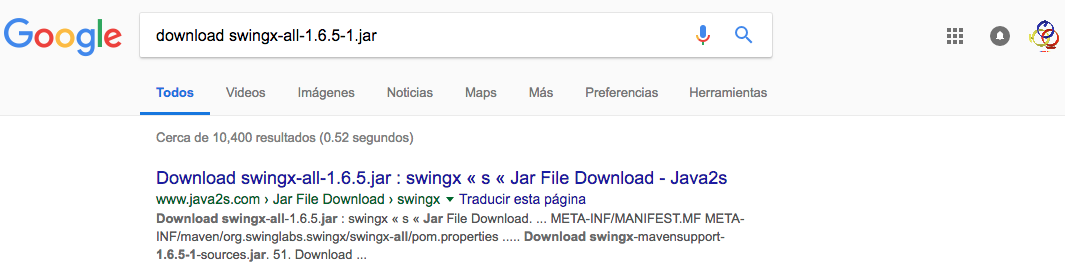 Google
download swingx-all-1.6.5-1.jar
Todos Videos Imágenes Noticias Maps Más Preferencias Herramientas
Cerca de 10,400 resultados (0.52 segundos)
Download swingx-all-1.6.5.jar : swingx « s « Jar File Download - Java2s
www.java2s.com › Jar File Download › swingx ▼ Traducir esta página
Download swingx-all-1.6.5.jar : swingx « s « Jar File Download. ... META-INF/MANIFEST.MF META-
INF/maven/org.swinglabs.swingx/swingx-all/pom.properties ..... Download swingx-mavensupport-
1.6.5-1-sources.jar. 51. Download ...